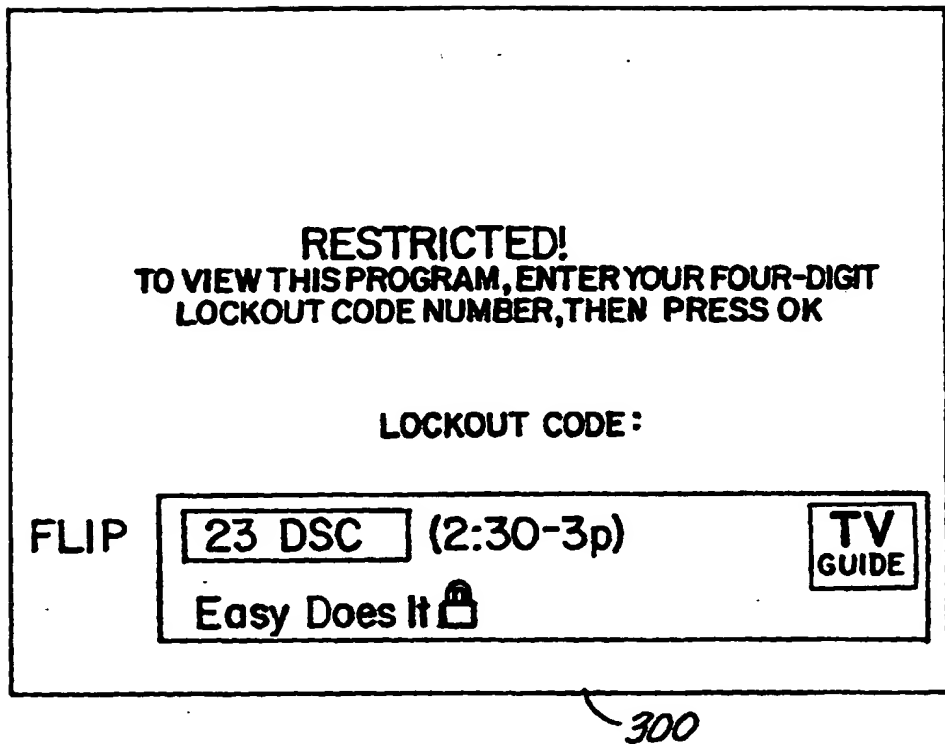 RESTRICTED!
TO VIEW THIS PROGRAM, ENTER YOUR FOUR-DIGIT
LOCKOUT CODE NUMBER, THEN PRESS OK
LOCKOUT CODE:
FLIP
23 DSC (2:30-3p)
TV
GUIDE
Easy Does It
300